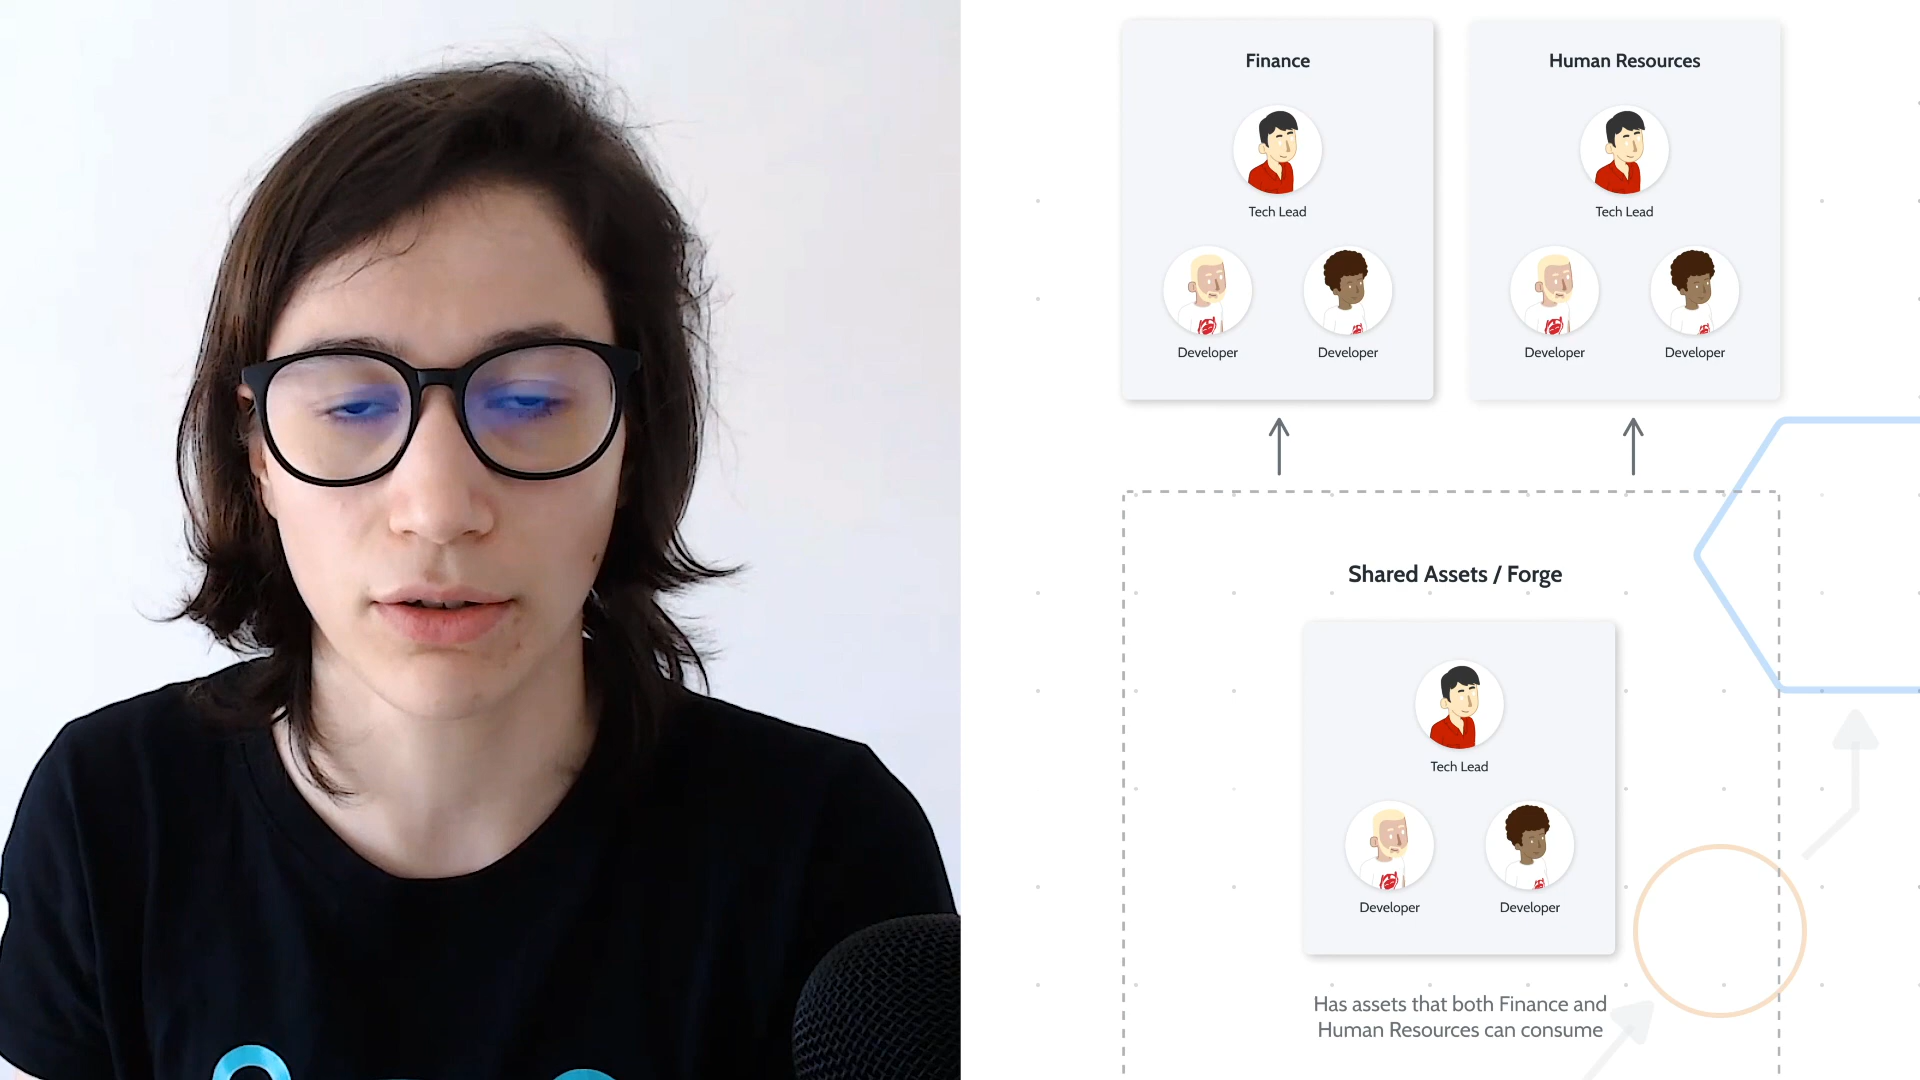 Finance
Human Resources
Tech Lead
Tech Lead
Developer
Developer
Developer
Developer
Shared Assets / Forge
Tech Lead
Developer
Developer
Has assets that both Finance and
Human Resources can consume